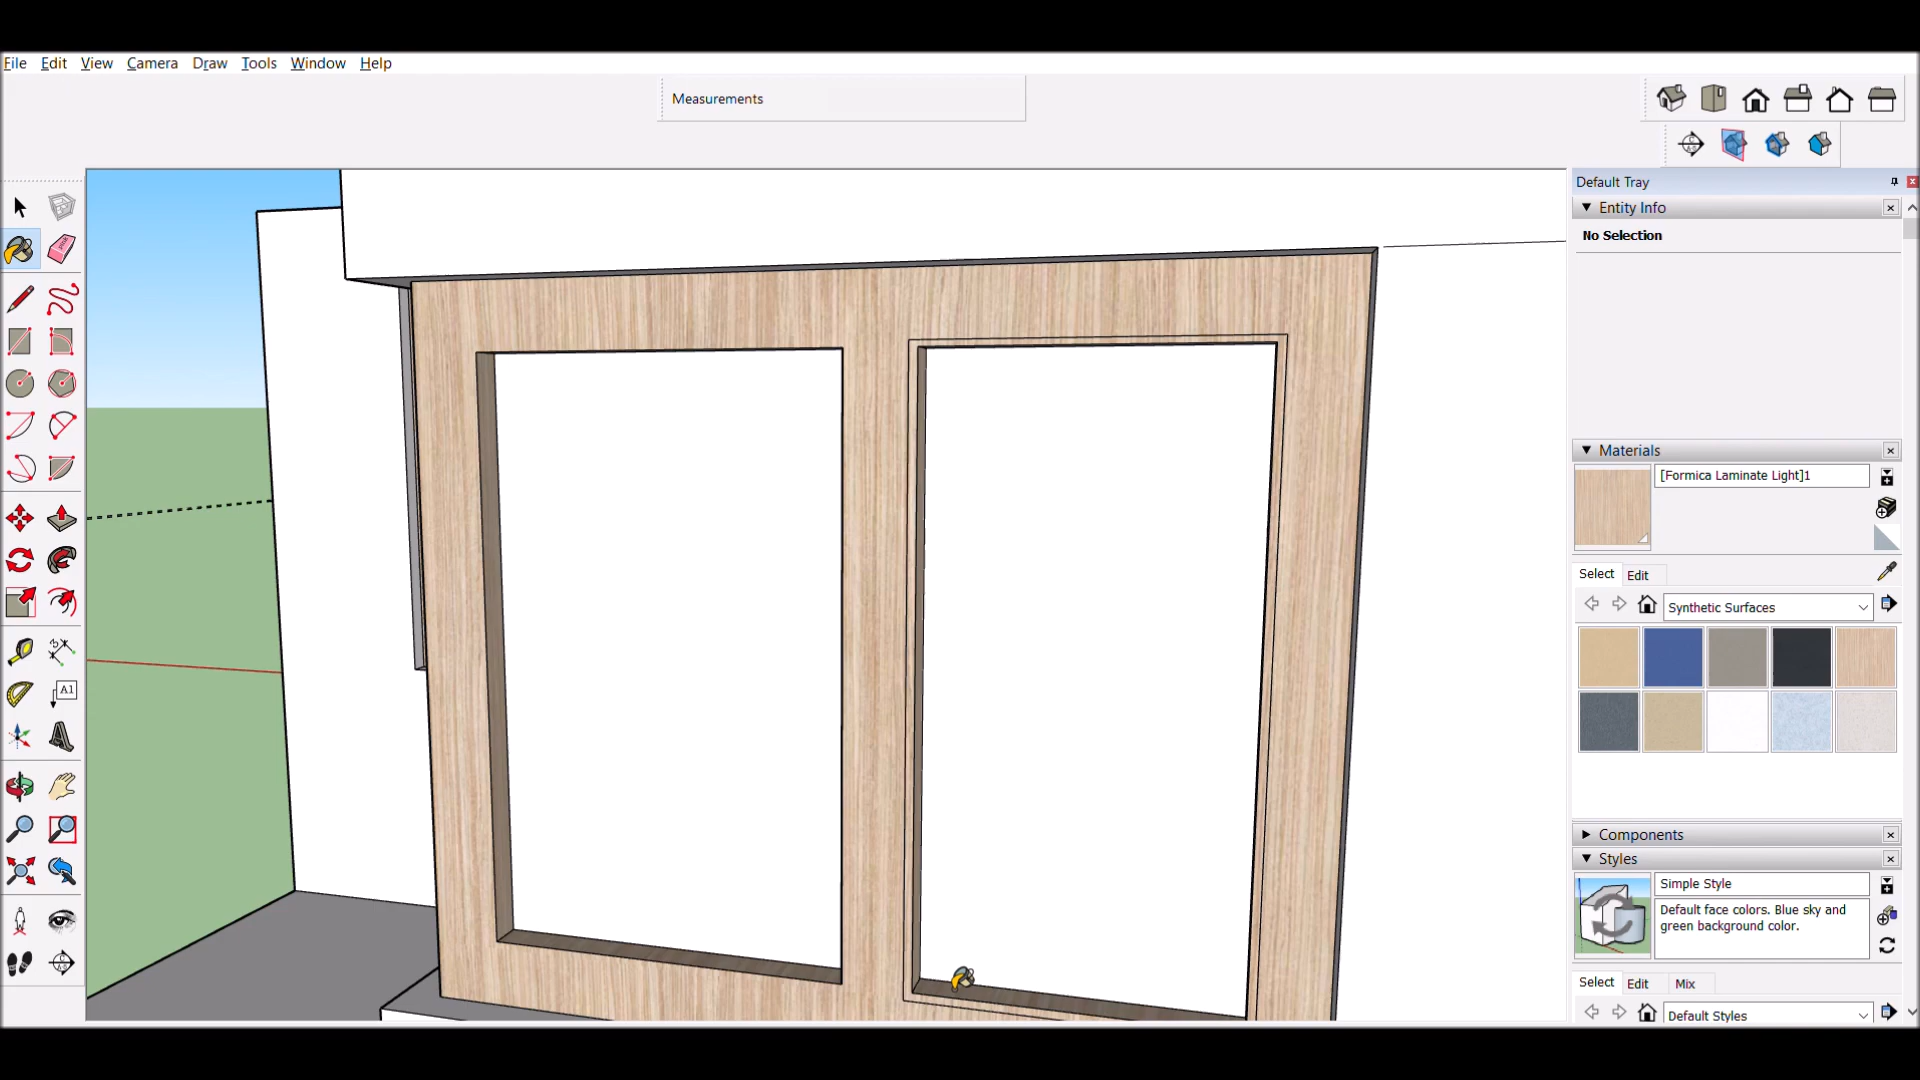 File Edit View Camera Draw Tools Window Help
Measurements
Default Tray
Entity Info
No Selection
Materials
[Formica Laminate Light]1
Select Edit
Synthetic Surfaces
Components
Styles
Simple Style
Default face colors. Blue sky and
green background color.
Select Edit Mix
Default Styles
A1